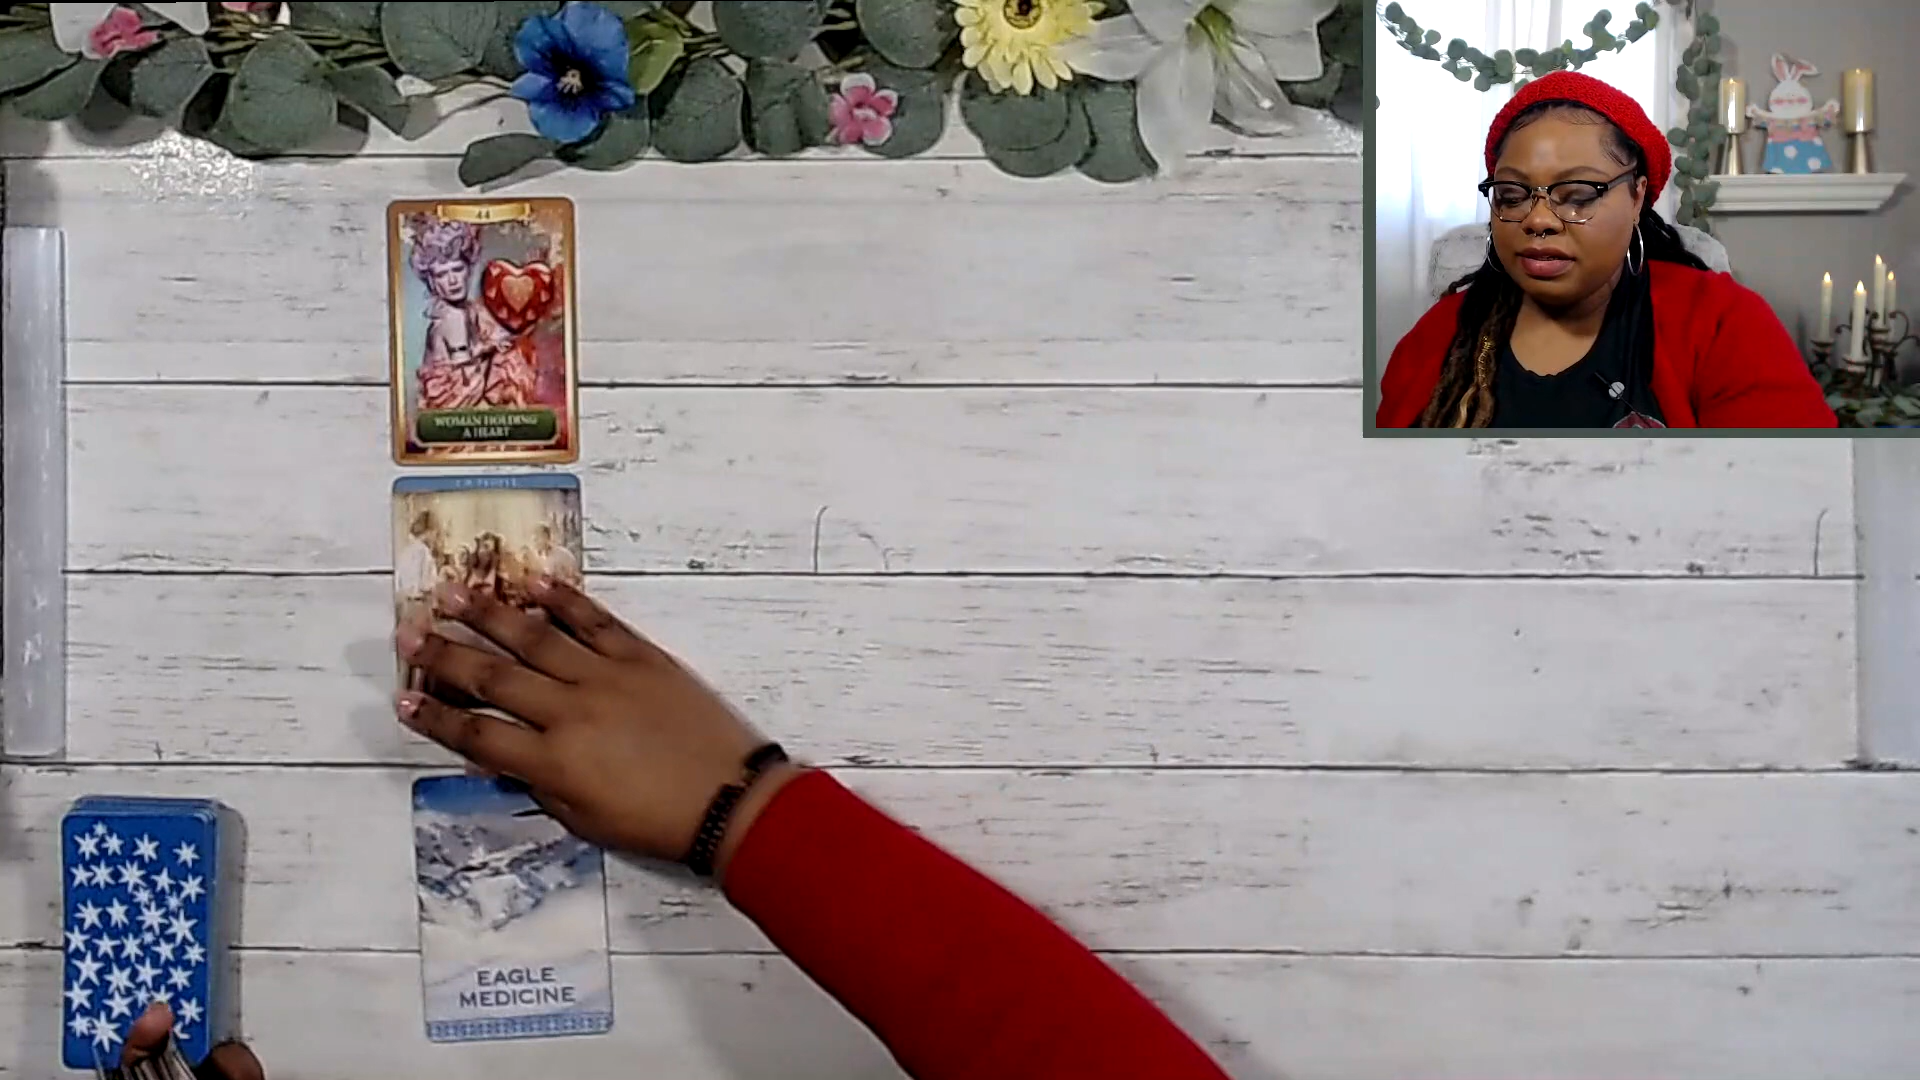 44
WOMAN HOLDING
A HEART
EAGLE
MEDICINE